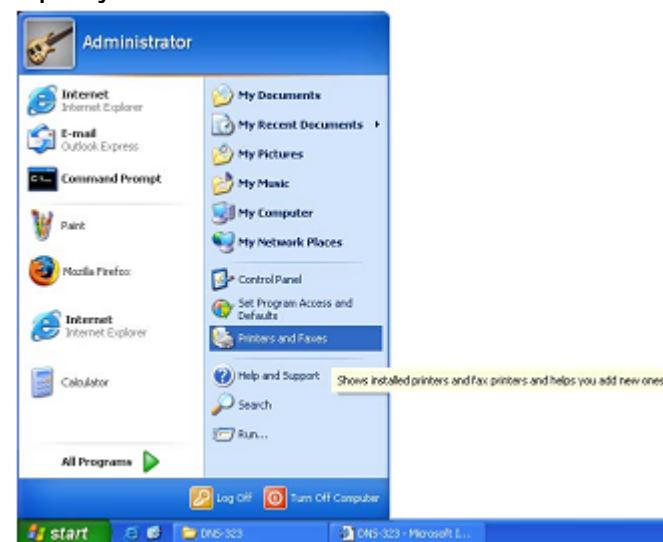 Administrator
Internet
Internet Explorer
E-mail
Outlook Express
Command Prompt
Paint
Mozilla Firefox
Internet
Internet Explorer
Calculator
All Programs
My Documents
My Recent Documents
My Pictures
My Music
My Computer
My Network Places
Control Panel
Set Program Access and
Defaults
Printers and Faxes
Help and Support
Shows installed printers and fax printers and helps you add new ones
Search
Run...
Log Off
Turn Off Computer
start
DNS-323
DNS-323 - Microsoft I...